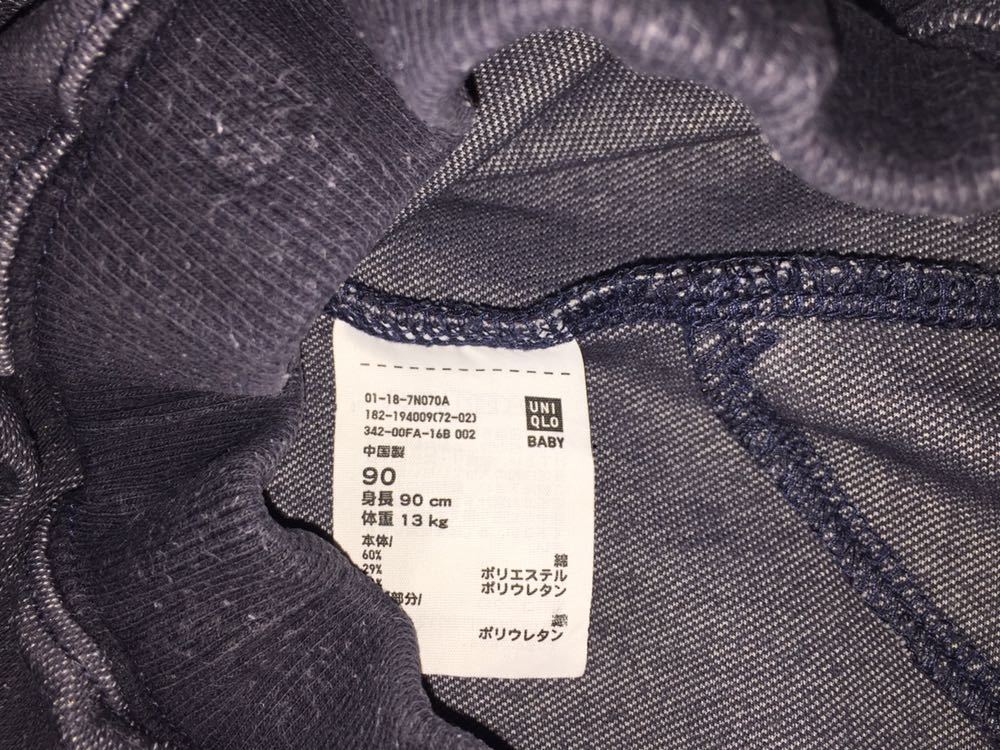 01-18-7N070A
182-194009(72-02)
342-00FA-16B 002
UNI
QLO
BABY
中国製
90
身長 90 cm
体重 13 kg
本体/
60% 綿
29% ポリエステル
ポリウレタン
部分/
ポリウレタン